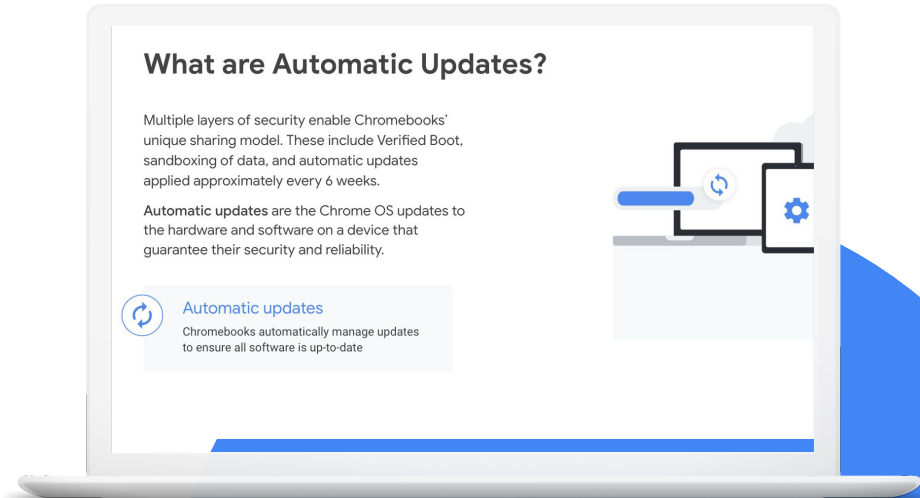 What are Automatic Updates?
Multiple layers of security enable Chromebooks'
unique sharing model. These include Verified Boot,
sandboxing of data, and automatic updates
applied approximately every 6 weeks.
Automatic updates are the Chrome OS updates to
the hardware and software on a device that
guarantee their security and reliability.
Automatic updates
Chromebooks automatically manage updates
to ensure all software is up-to-date